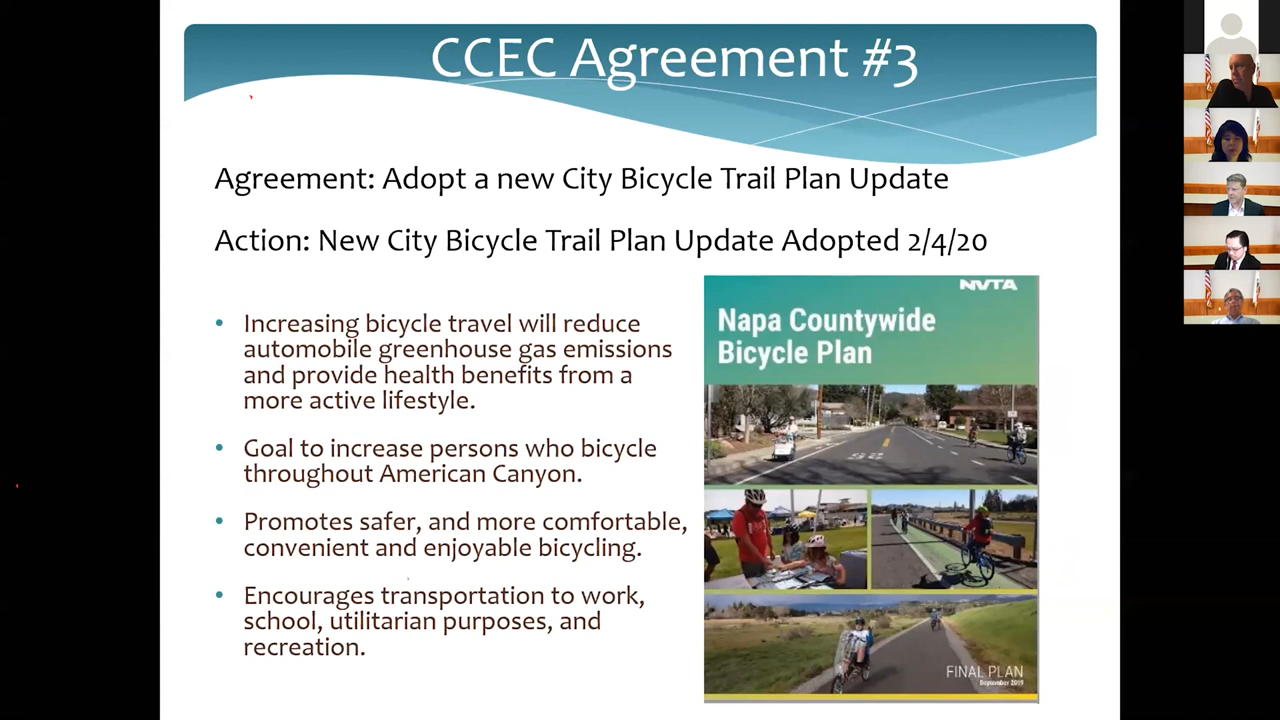 CCEC Agreement #3
Agreement: Adopt a new City Bicycle Trail Plan Update
Action: New City Bicycle Trail Plan Update Adopted 2/4/20
• Increasing bicycle travel will reduce
automobile greenhouse gas emissions
and provide health benefits from a
more active lifestyle.
• Goal to increase persons who bicycle
throughout American Canyon.
• Promotes safer, and more comfortable,
convenient and enjoyable bicycling.
• Encourages transportation to work,
school, utilitarian purposes, and
recreation.
NVTA
Napa Countywide
Bicycle Plan
FINAL PLAN
September 2019